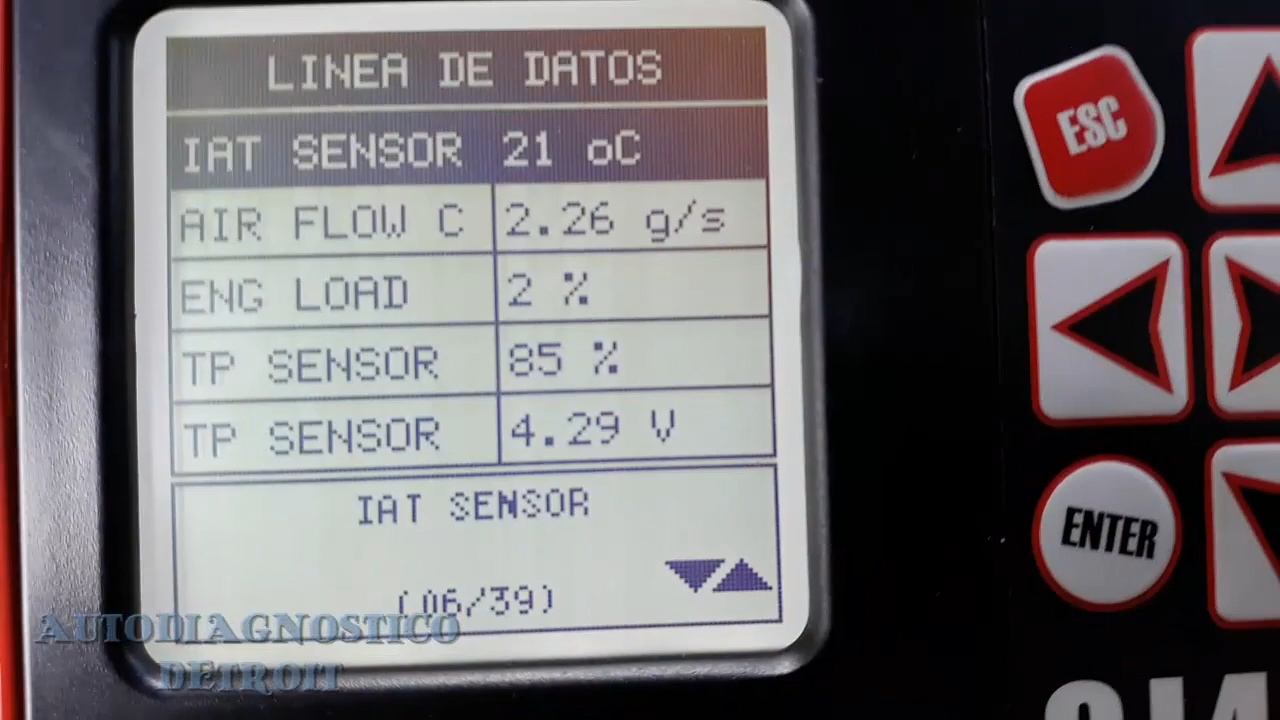 LINEA DE DATOS
IAT SENSOR 21 oC
AIR FLOW C 2.26 g/s
ENG LOAD 2 %
TP SENSOR 85 %
TP SENSOR 4.29 V
IAT SENSOR
(06/39)
ESC
ENTER
AUTODIAGNOSTICO
DETROIT